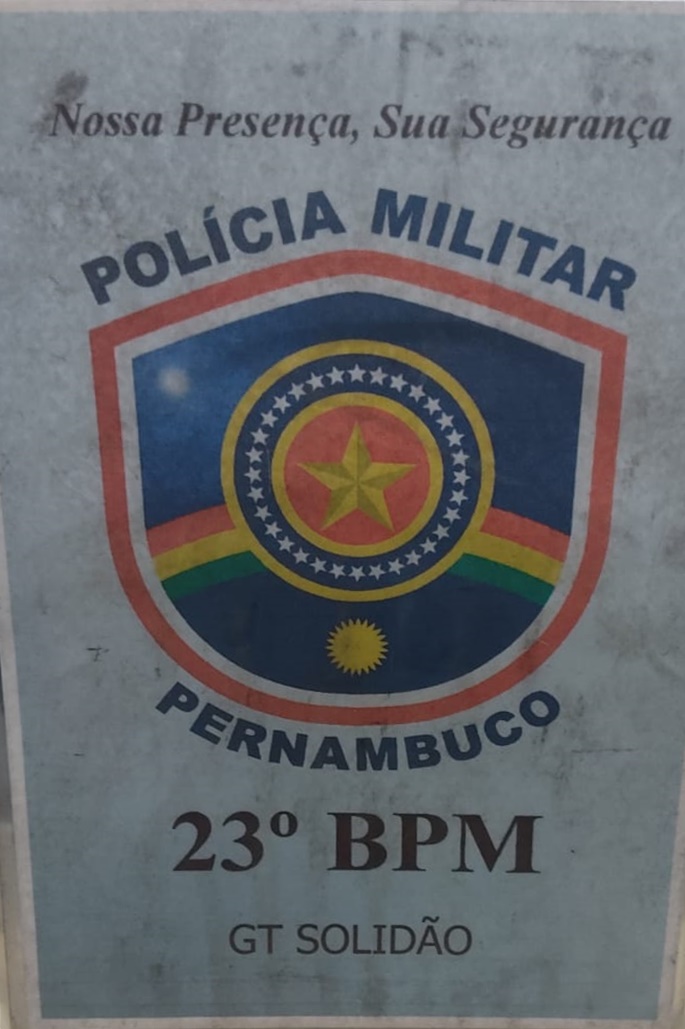 Nossa Presença, Sua Segurança
POLÍCIA MILITAR
PERNAMBUCO
23º BPM
GT SOLIDÃO